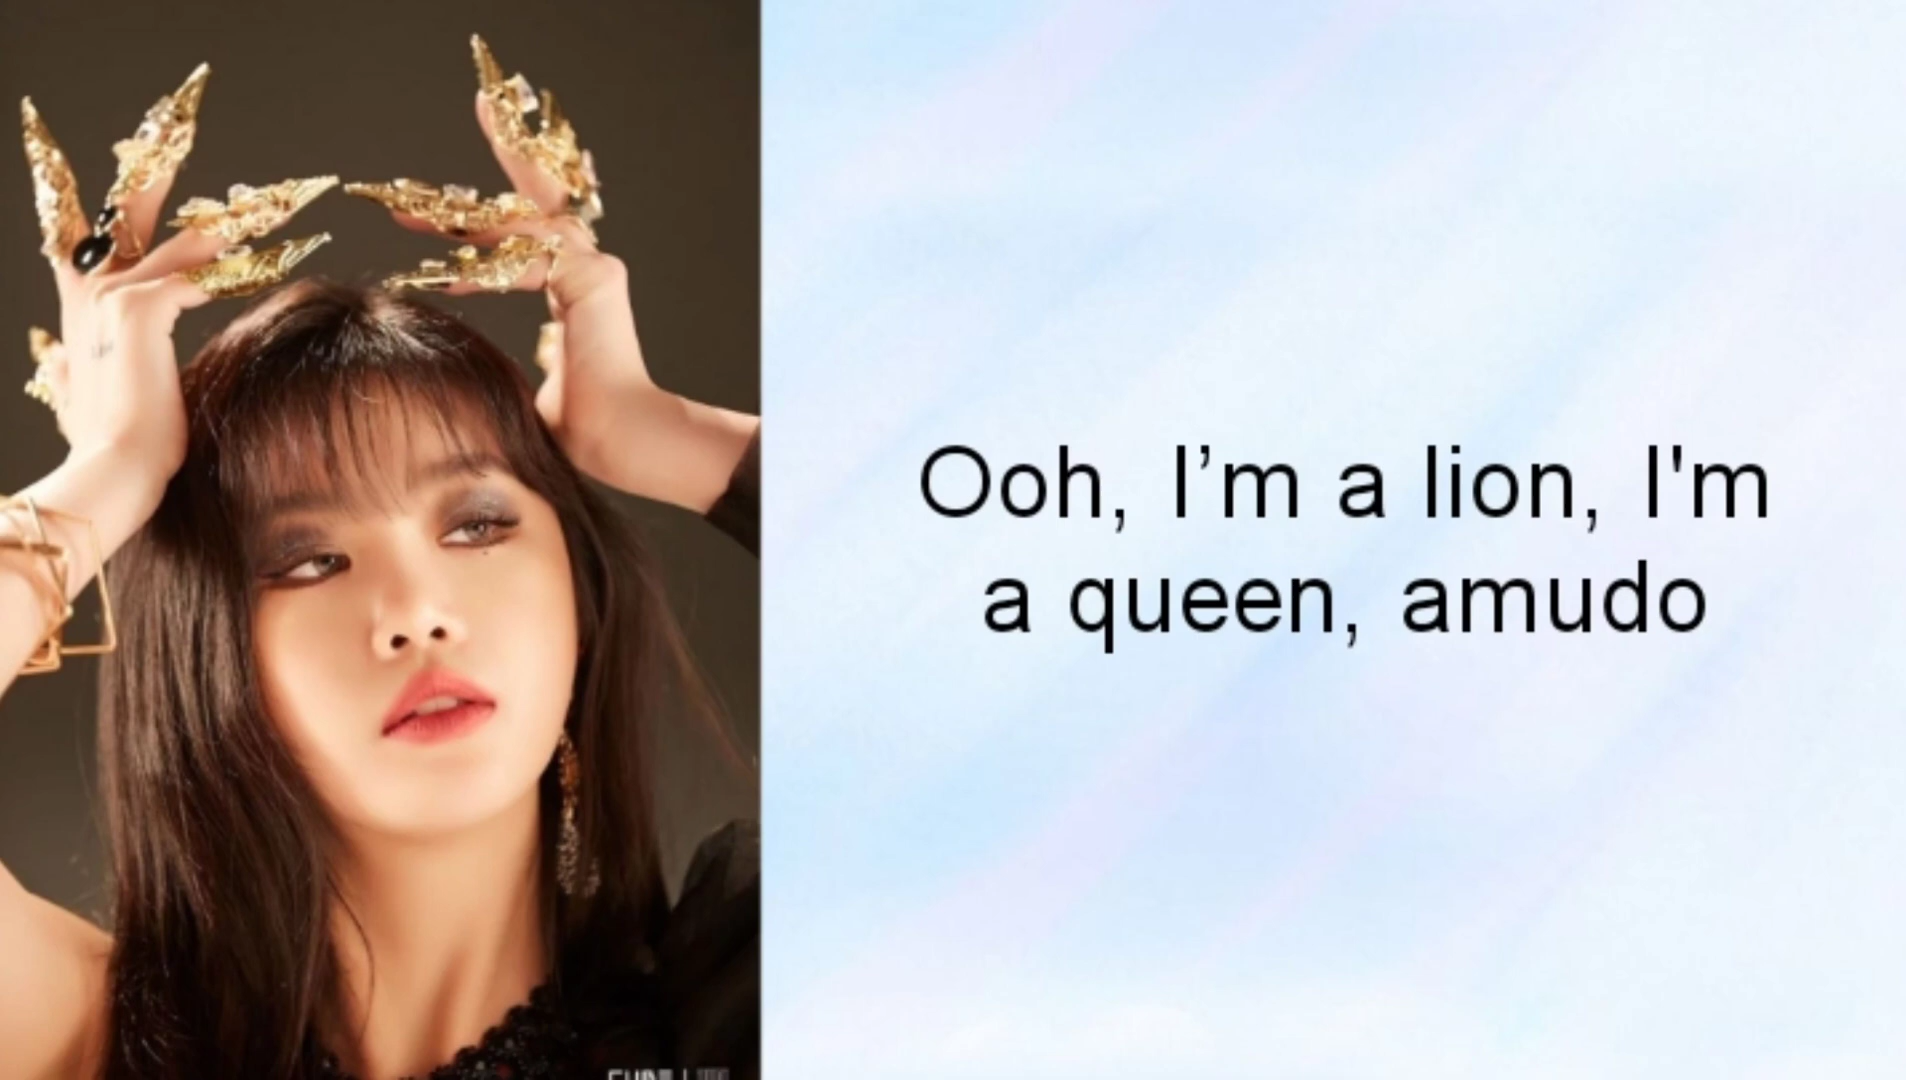 Ooh, I’m a lion, I'm
a queen, amudo